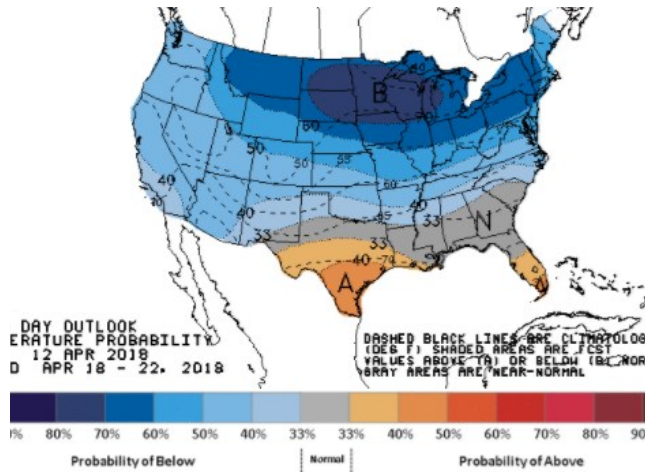 B
60
50
50
55
60
40
40
40
33
N
33
33
40
70
A
A
DAY OUTLOOK
ERATURE PROBABILITY
12 APR 2018
D APR 18 - 22, 2018
DASHED BLACK LINES ARE CLIMATOLOG
(DEG F) SHADED AREAS ARE FCST
VALUES ABOVE (A) OR BELOW (B) NOR
GRAY AREAS ARE NEAR-NORMAL
0% 80% 70% 60% 50% 40% 33% 33% 40% 50% 60% 70% 80% 90
Probability of Below Normal Probability of Above